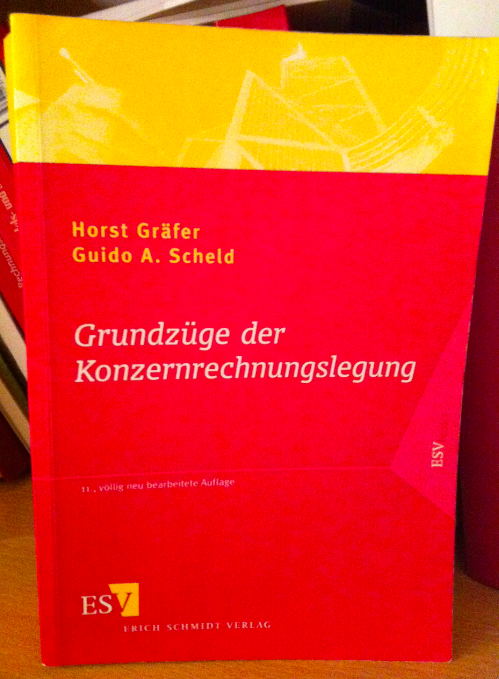 Horst Gräfer
Guido A. Scheld
Grundzüge der
Konzernrechnungslegung
11., völlig neu bearbeitete Auflage
ESV
ESV
ERICH SCHMIDT VERLAG